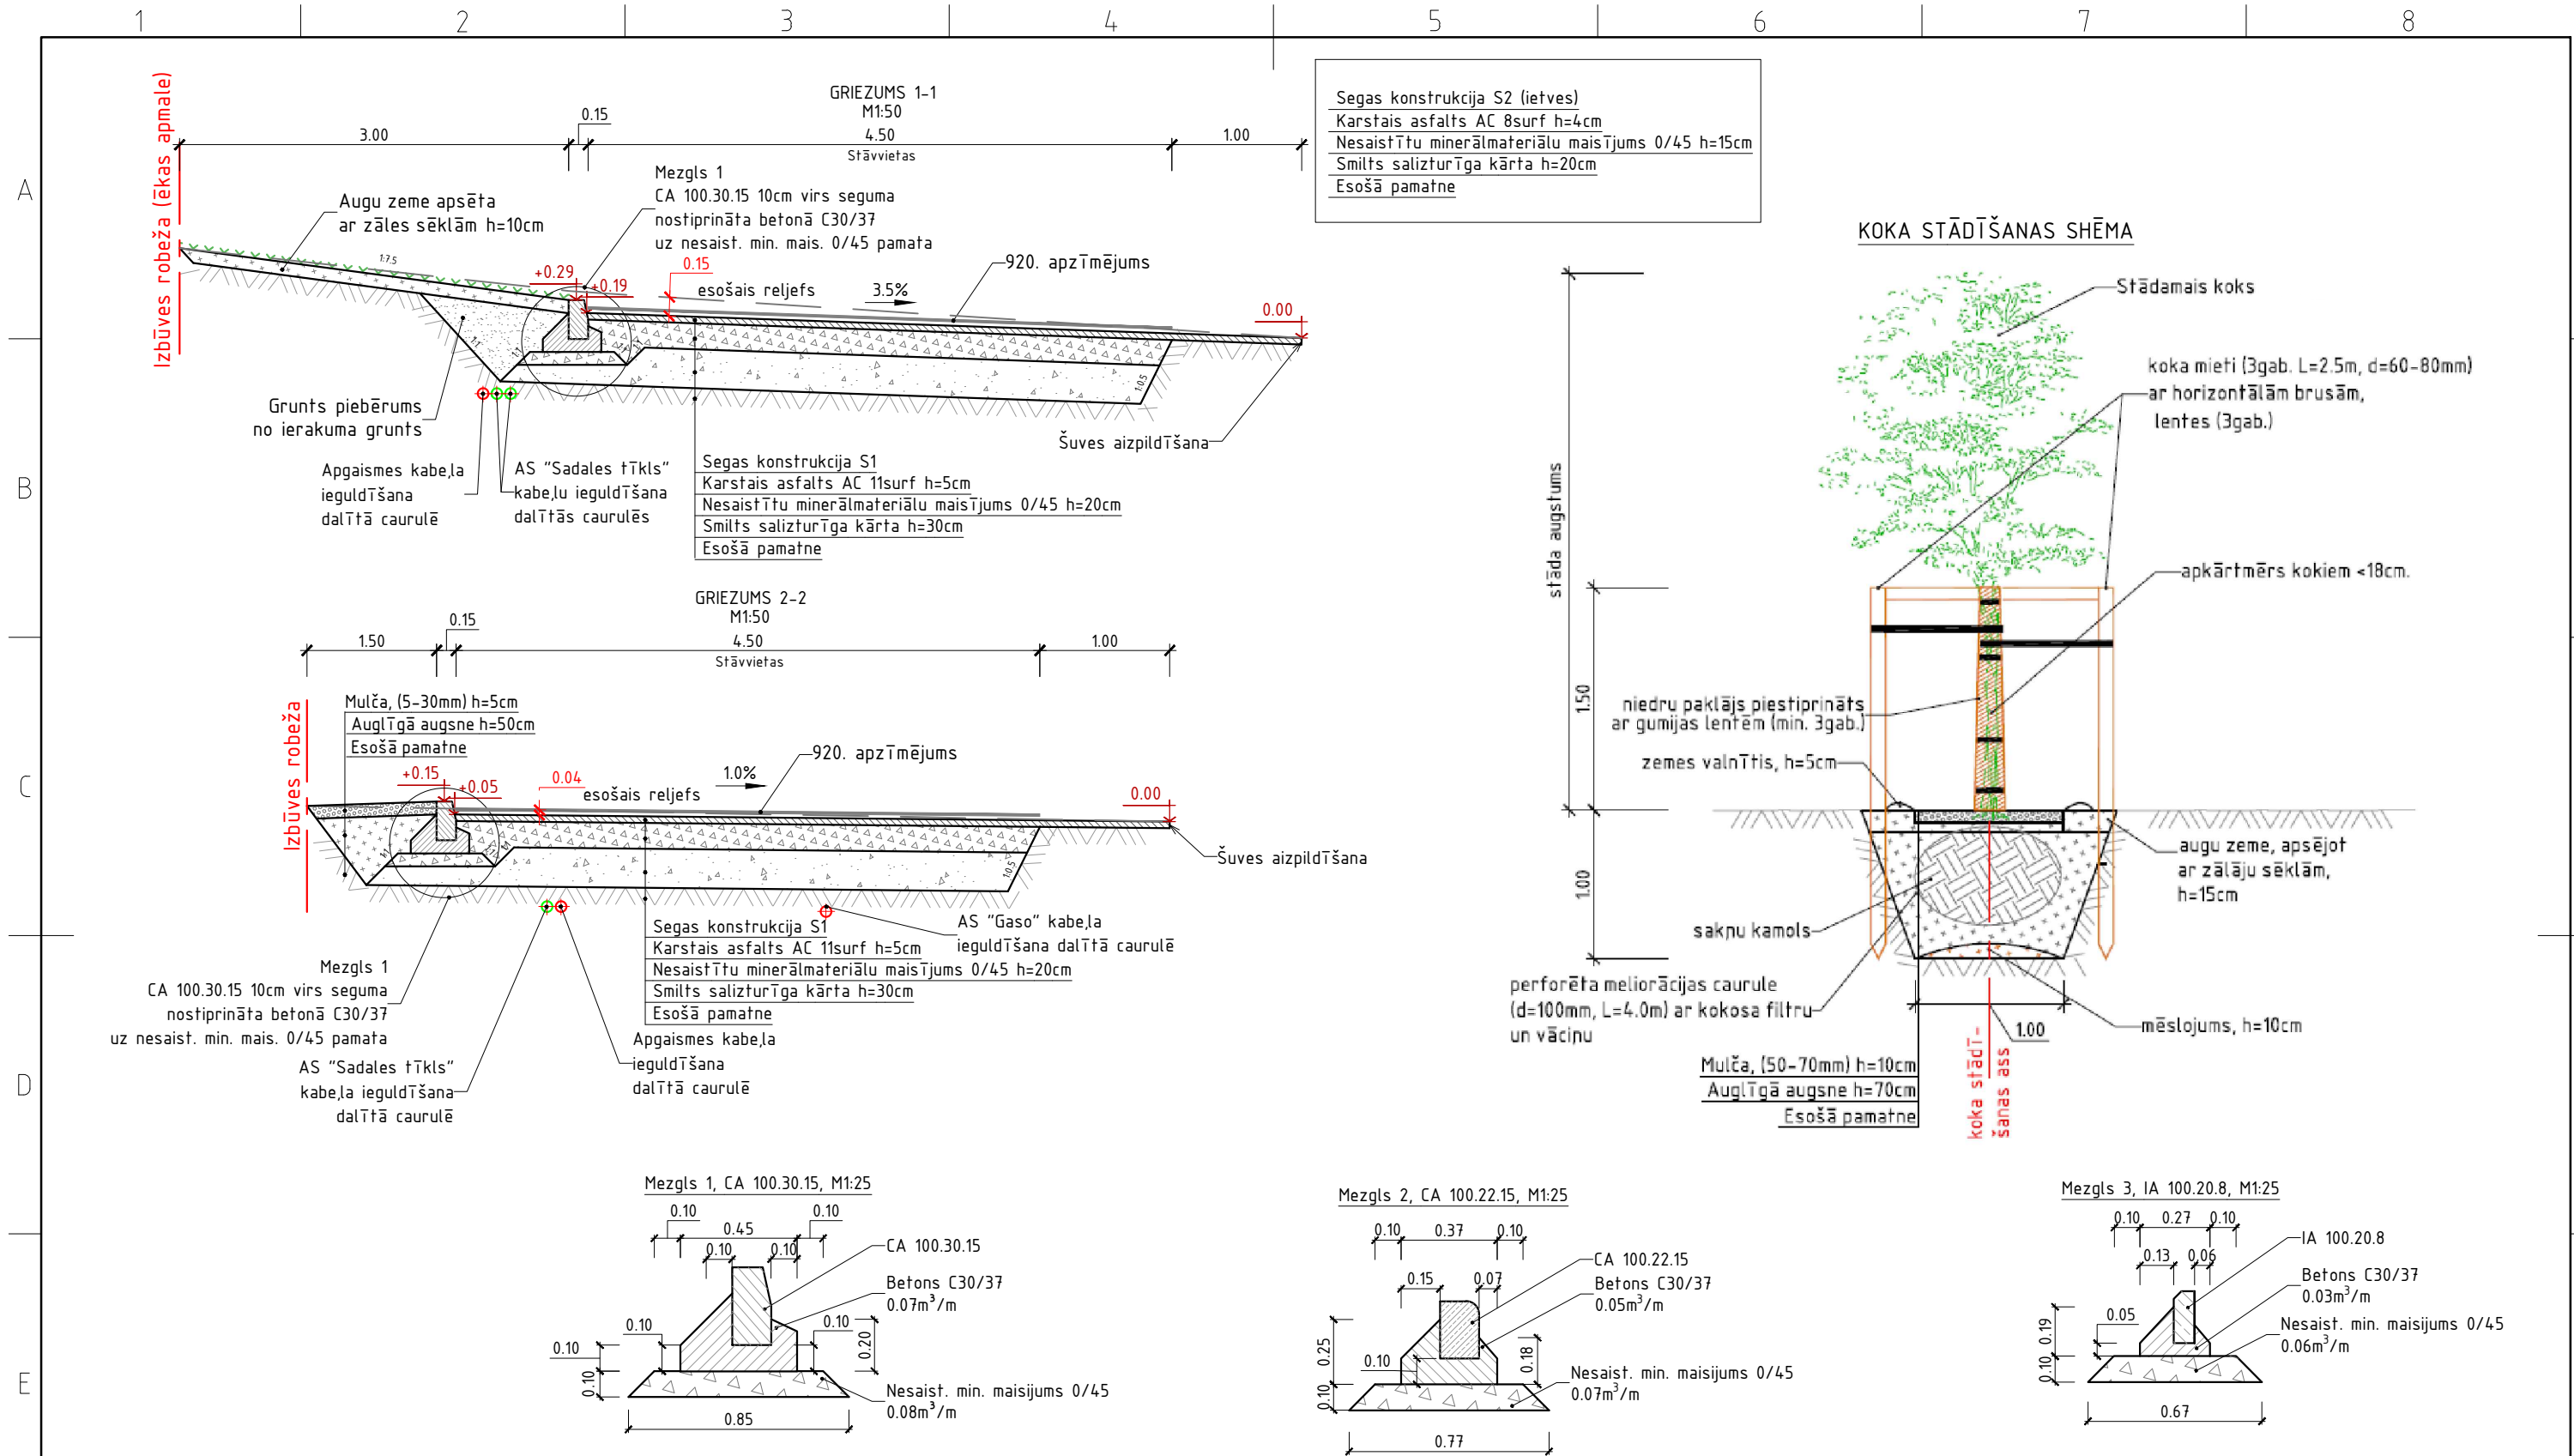 1 2 3 4 5 6 7 8
A
B
C
D
E
Izbūves robeža (ēkas apmale)
GRIEZUMS 1-1
M1:50
3.00
0.15
4.50
1.00
Stāvvietas
Augu zeme apsēta
ar zāles sēklām h=10cm
Mezgls 1
CA 100.30.15 10cm virs seguma
nostiprināta betonā C30/37
uz nesaist. min. mais. 0/45 pamata
1:7.5
+0.29
+0.19
0.15
esošais reljefs
3.5%
920. apzīmējums
0.00
1:1
1:1
1:1
1:0.5
Grunts piebērums
no ierakuma grunts
Šuves aizpildīšana
Apgaismes kabeļa
ieguldīšana
dalītā caurulē
AS "Sadales tīkls"
kabeļu ieguldīšana
dalītās caurulēs
Segas konstrukcija S1
Karstais asfalts AC 11surf h=5cm
Nesaistītu minerālmateriālu maisījums 0/45 h=20cm
Smilts salizturīga kārta h=30cm
Esošā pamatne
Segas konstrukcija S2 (ietves)
Karstais asfalts AC 8surf h=4cm
Nesaistītu minerālmateriālu maisījums 0/45 h=15cm
Smilts salizturīga kārta h=20cm
Esošā pamatne
GRIEZUMS 2-2
M1:50
1.50
0.15
4.50
1.00
Stāvvietas
Izbūves robeža
Mulča, (5-30mm) h=5cm
Auglīgā augsne h=50cm
Esošā pamatne
+0.15
+0.05
0.04
esošais reljefs
1.0%
920. apzīmējums
0.00
1:1
1:1
1:1
1:0.5
Šuves aizpildīšana
Mezgls 1
CA 100.30.15 10cm virs seguma
nostiprināta betonā C30/37
uz nesaist. min. mais. 0/45 pamata
AS "Sadales tīkls"
kabeļa ieguldīšana
dalītā caurulē
Apgaismes kabeļa
ieguldīšana
dalītā caurulē
Segas konstrukcija S1
Karstais asfalts AC 11surf h=5cm
Nesaistītu minerālmateriālu maisījums 0/45 h=20cm
Smilts salizturīga kārta h=30cm
Esošā pamatne
AS "Gaso" kabeļa
ieguldīšana dalītā caurulē
KOKA STĀDĪŠANAS SHĒMA
Stādamais koks
koka mieti (3gab. L=2.5m, d=60-80mm)
ar horizontālām brusām,
lentes (3gab.)
stāda augstums
apkārtmērs kokiem <18cm.
1.50
niedru paklājs piestiprināts
ar gumijas lentēm (min. 3gab.)
zemes valnītis, h=5cm
1.00
augu zeme, apsējot
ar zālāju sēklām,
h=15cm
sakņu kamols
perforēta meliorācijas caurule
(d=100mm, L=4.0m) ar kokosa filtru
un vāciņu
1.00
mēslojums, h=10cm
Mulča, (50-70mm) h=10cm
Auglīgā augsne h=70cm
Esošā pamatne
koka stādī-
šanas ass
Mezgls 1, CA 100.30.15, M1:25
0.10
0.45
0.10
0.10
0.10
CA 100.30.15
Betons C30/37
0.07m³/m
0.10
0.10
0.10
0.20
0.10
Nesaist. min. maisijums 0/45
0.08m³/m
0.85
Mezgls 2, CA 100.22.15, M1:25
0.10
0.37
0.10
0.15
0.07
CA 100.22.15
Betons C30/37
0.05m³/m
0.25
0.10
0.18
0.10
Nesaist. min. maisijums 0/45
0.07m³/m
0.77
Mezgls 3, IA 100.20.8, M1:25
0.10
0.27
0.10
0.13
0.06
IA 100.20.8
Betons C30/37
0.03m³/m
0.05
0.19
0.10
Nesaist. min. maisijums 0/45
0.06m³/m
0.67